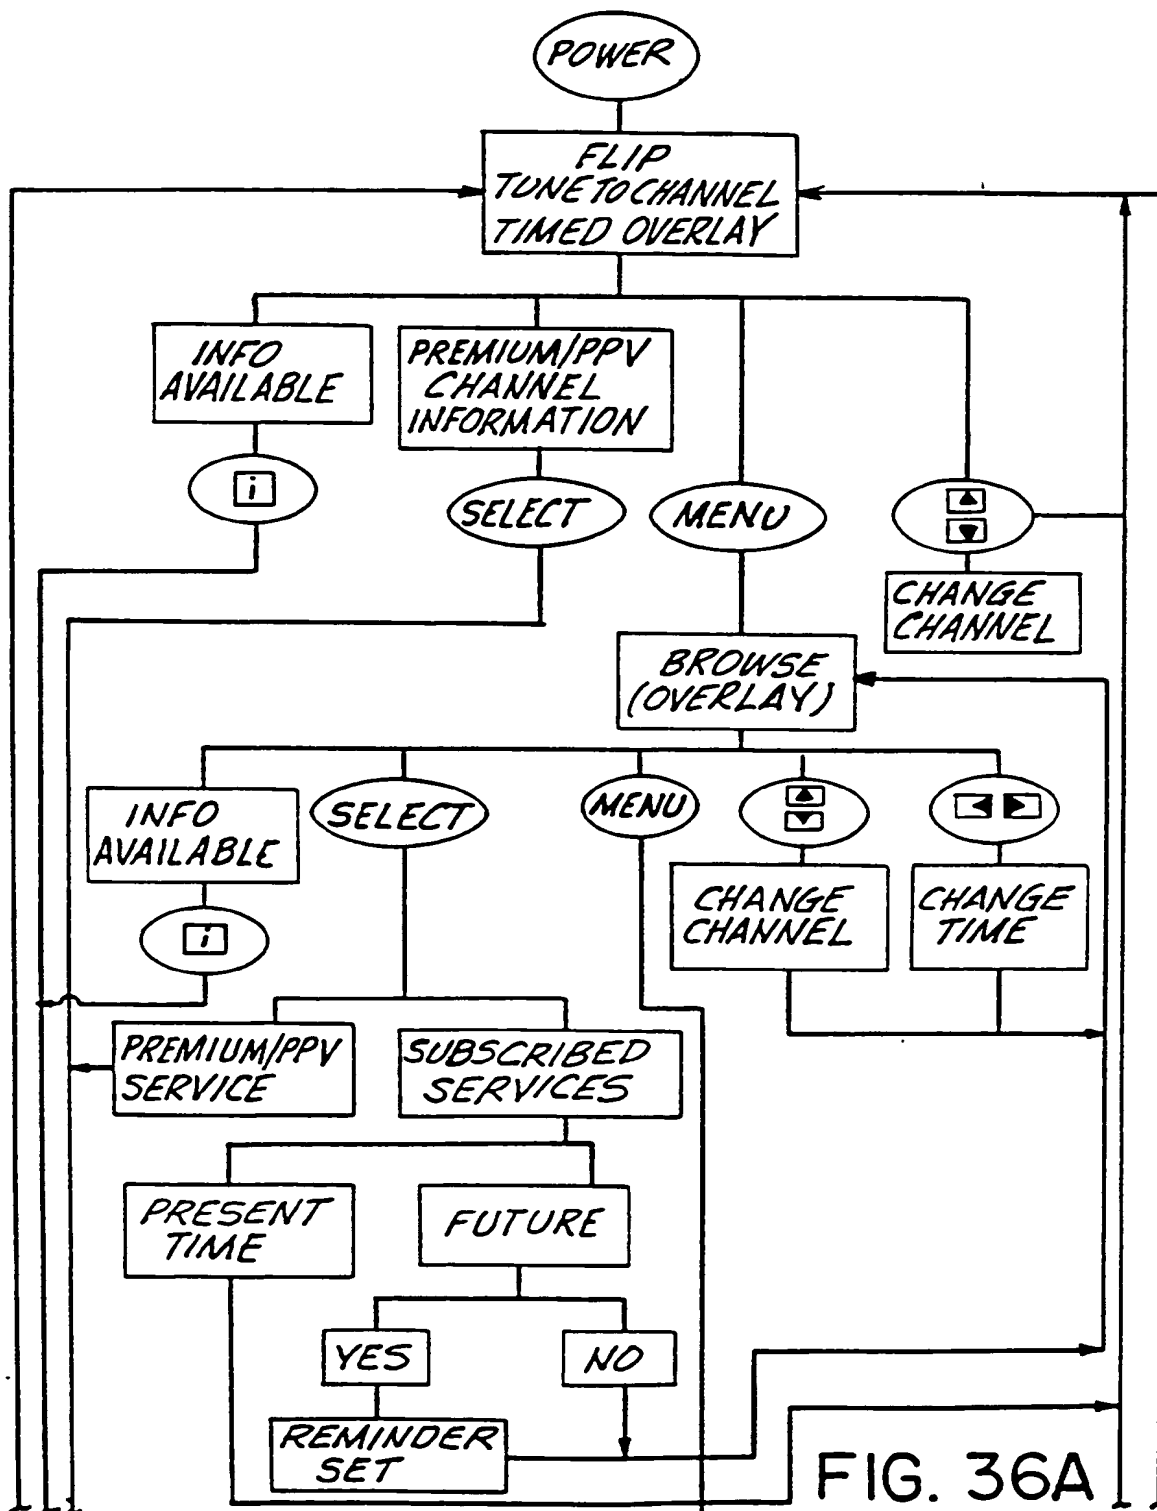 POWER
FLIP
TUNE TO CHANNEL
TIMED OVERLAY
INFO
AVAILABLE
PREMIUM/PPV
CHANNEL
INFORMATION
i
SELECT
MENU
CHANGE
CHANNEL
BROWSE
(OVERLAY)
INFO
AVAILABLE
SELECT
MENU
CHANGE
CHANNEL
CHANGE
TIME
i
PREMIUM/PPV
SERVICE
SUBSCRIBED
SERVICES
PRESENT
TIME
FUTURE
YES
NO
REMINDER
SET
FIG. 36A